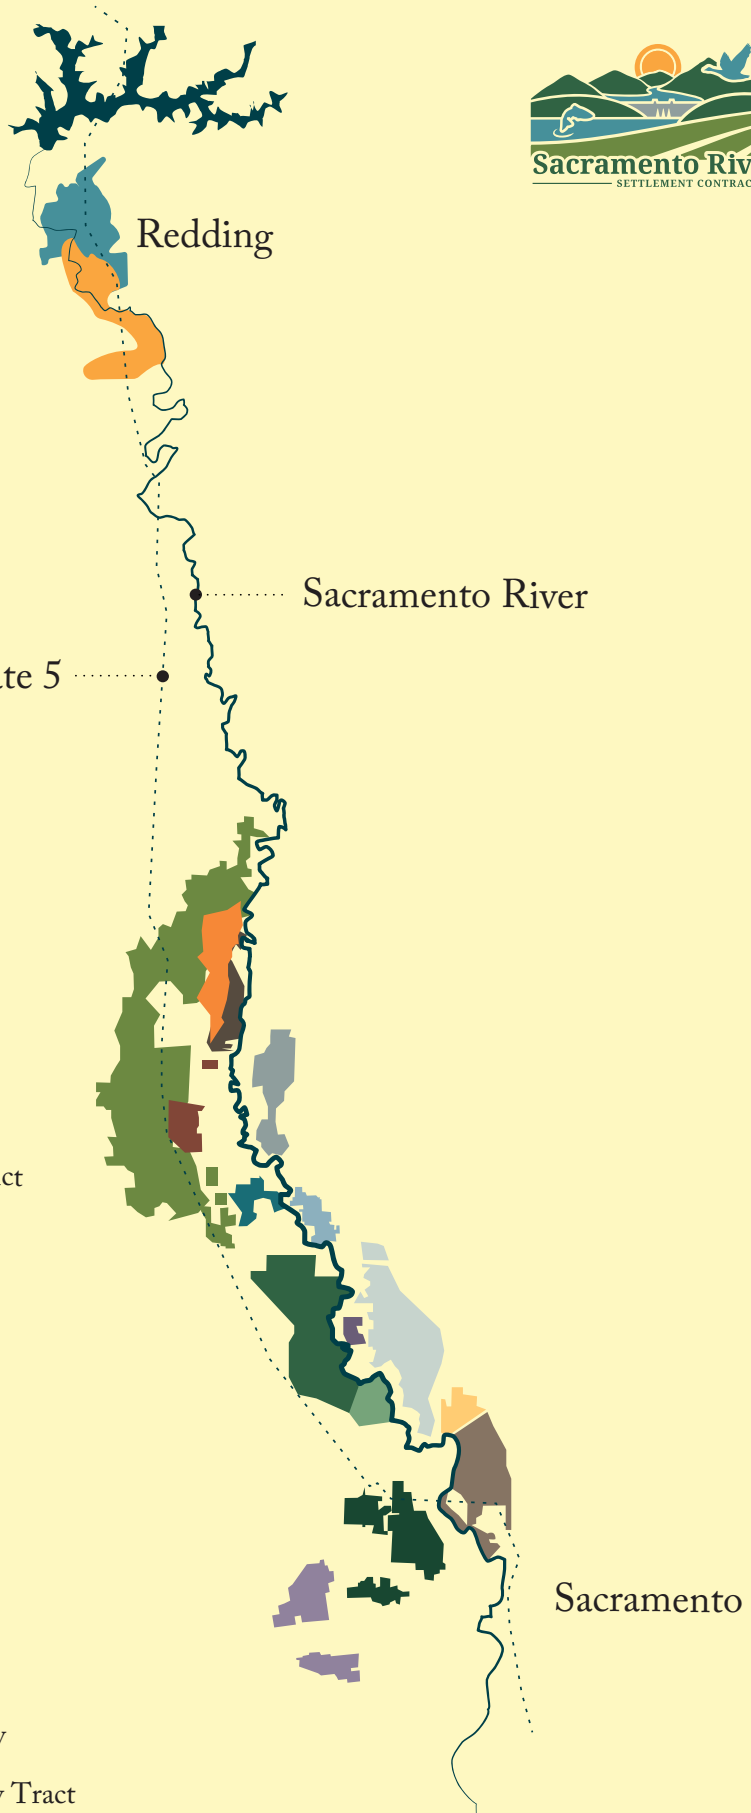 Sacramento Riv
SETTLEMENT CONTRAC
Redding
Sacramento River
te 5
ct
Sacramento
y
y Tract